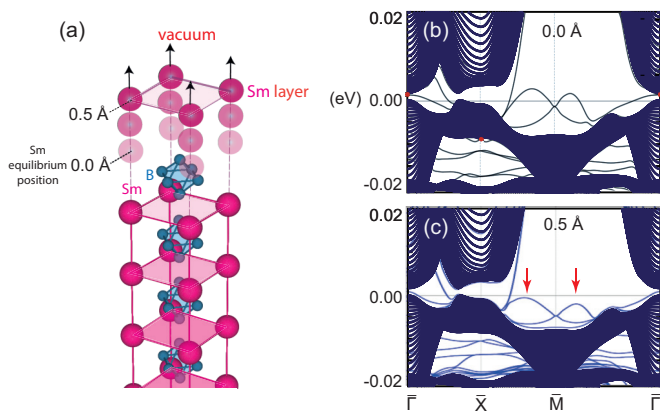 (a)
vacuum
Sm layer
0.5 Å
Sm
equilibrium
position
0.0 Å
B
Sm
0.02
(b)
0.0 Å
(eV)
0.00
-0.02
0.02
(c)
0.5 Å
0.00
-0.02
Γ̅ X̅ M̅ Γ̅